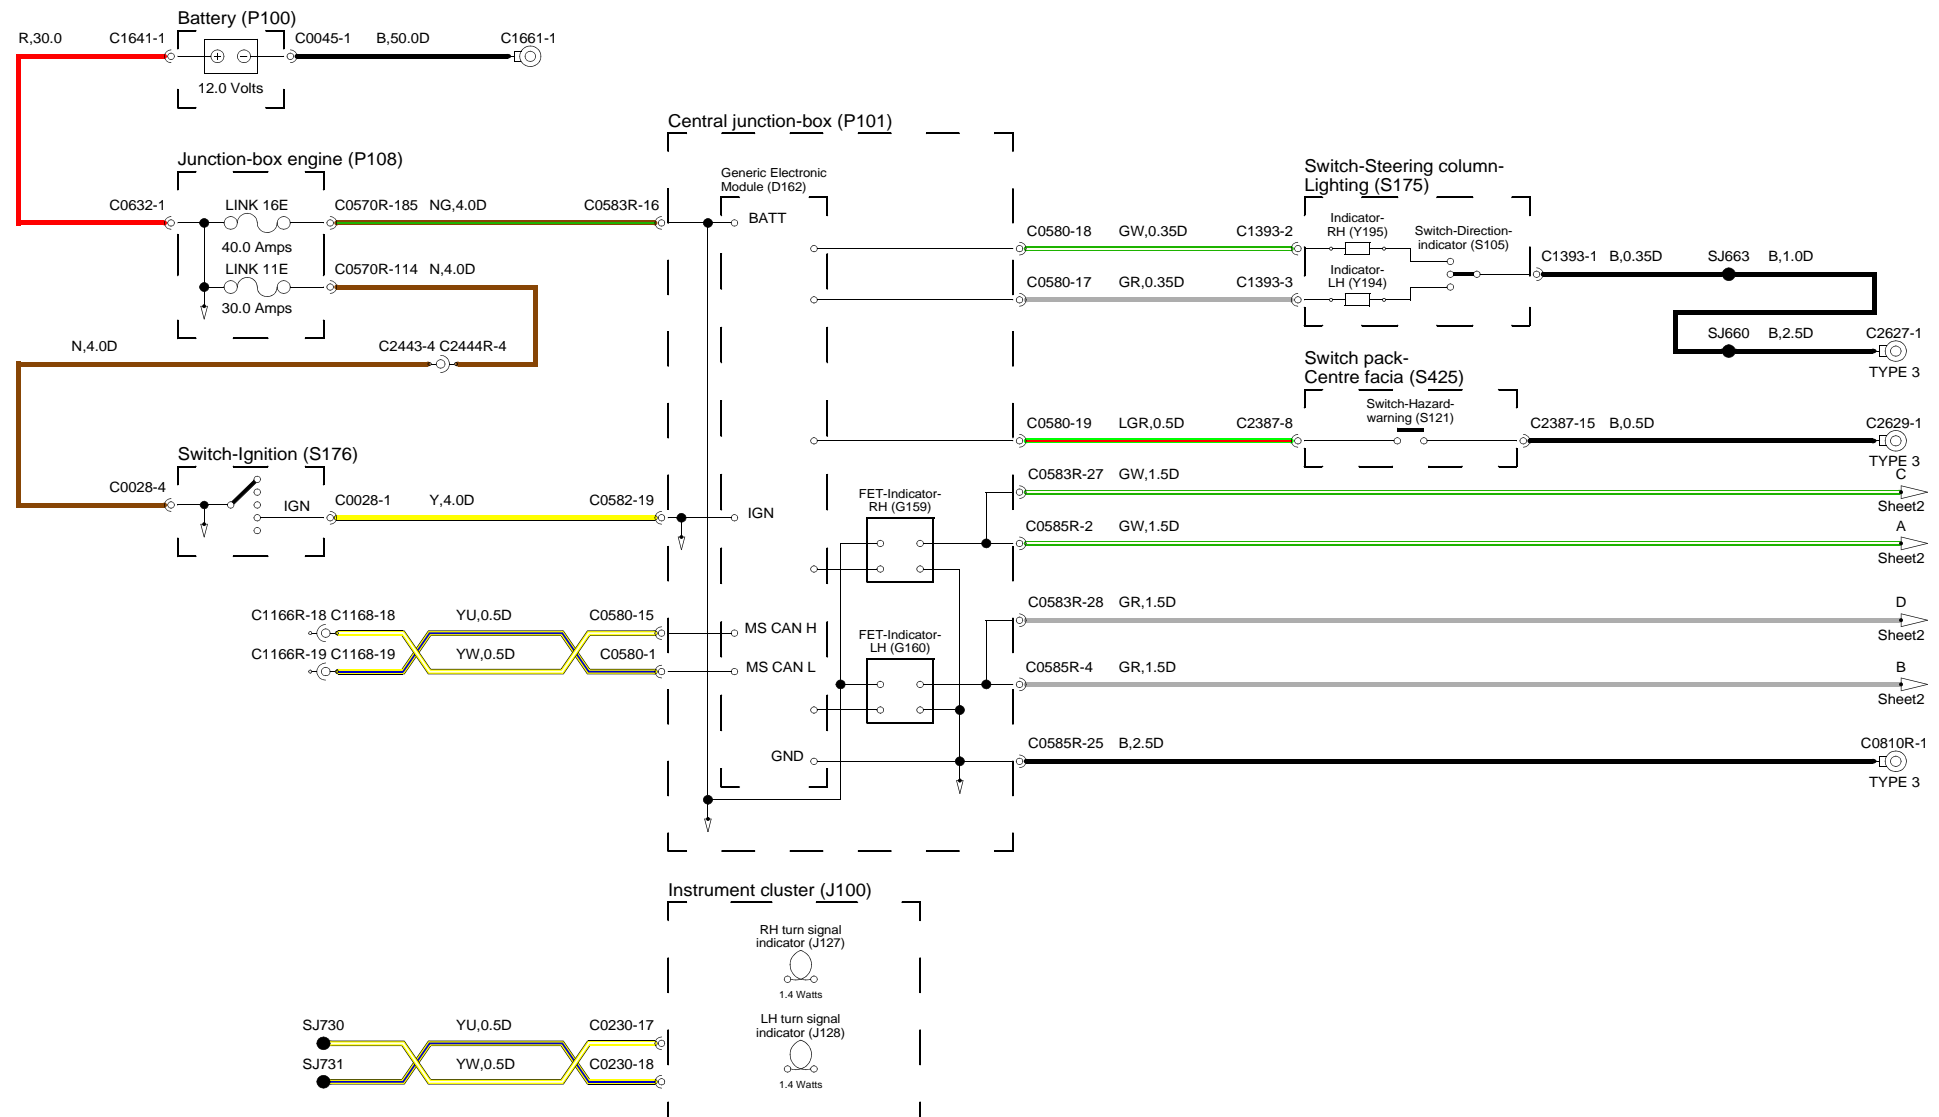 Battery (P100)
R,30.0
C1641-1
C0045-1
B,50.0D
C1661-1
12.0 Volts
Junction-box engine (P108)
C0632-1
LINK 16E
40.0 Amps
LINK 11E
30.0 Amps
C0570R-185
NG,4.0D
C0583R-16
C0570R-114
N,4.0D
N,4.0D
C2443-4
C2444R-4
Switch-Ignition (S176)
C0028-4
IGN
C0028-1
Y,4.0D
C0582-19
C1166R-18
C1168-18
YU,0.5D
C0580-15
C1166R-19
C1168-19
YW,0.5D
C0580-1
Central junction-box (P101)
Generic Electronic
Module (D162)
BATT
IGN
MS CAN H
MS CAN L
GND
FET-Indicator-
RH (G159)
FET-Indicator-
LH (G160)
C0580-18
GW,0.35D
C1393-2
C0580-17
GR,0.35D
C1393-3
Switch-Steering column-
Lighting (S175)
Indicator-
RH (Y195)
Indicator-
LH (Y194)
Switch-Direction-
indicator (S105)
C1393-1
B,0.35D
SJ663
B,1.0D
SJ660
B,2.5D
C2627-1
TYPE 3
Switch pack-
Centre facia (S425)
Switch-Hazard-
warning (S121)
C0580-19
LGR,0.5D
C2387-8
C2387-15
B,0.5D
C2629-1
TYPE 3
C0583R-27
GW,1.5D
C
Sheet2
C0585R-2
GW,1.5D
A
Sheet2
C0583R-28
GR,1.5D
D
Sheet2
C0585R-4
GR,1.5D
B
Sheet2
C0585R-25
B,2.5D
C0810R-1
TYPE 3
Instrument cluster (J100)
RH turn signal
indicator (J127)
1.4 Watts
LH turn signal
indicator (J128)
1.4 Watts
SJ730
YU,0.5D
C0230-17
SJ731
YW,0.5D
C0230-18